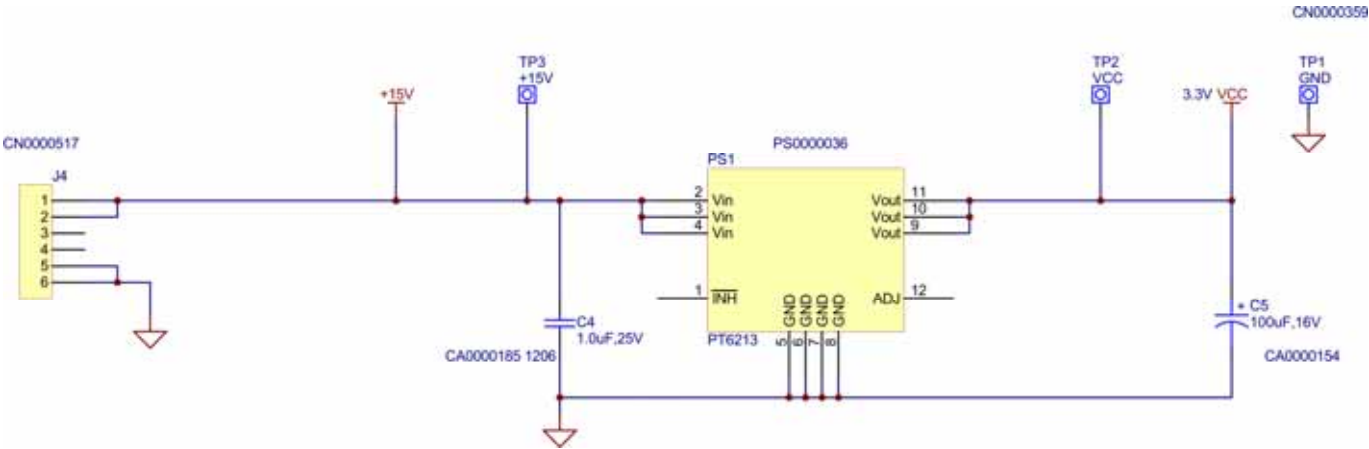 CN0000359
TP3
+15V
TP2
VCC
TP1
GND
+15V
3.3V VCC
CN0000517
PS0000036
J4
PS1
1
2
3
4
5
6
2 Vin
3 Vin
4 Vin
Vout 11
Vout 10
Vout 9
1 INH
ADJ 12
GND
GND
GND
GND
5
6
7
8
PT6213
C4
1.0uF,25V
CA0000185 1206
+ C5
100uF,16V
CA0000154